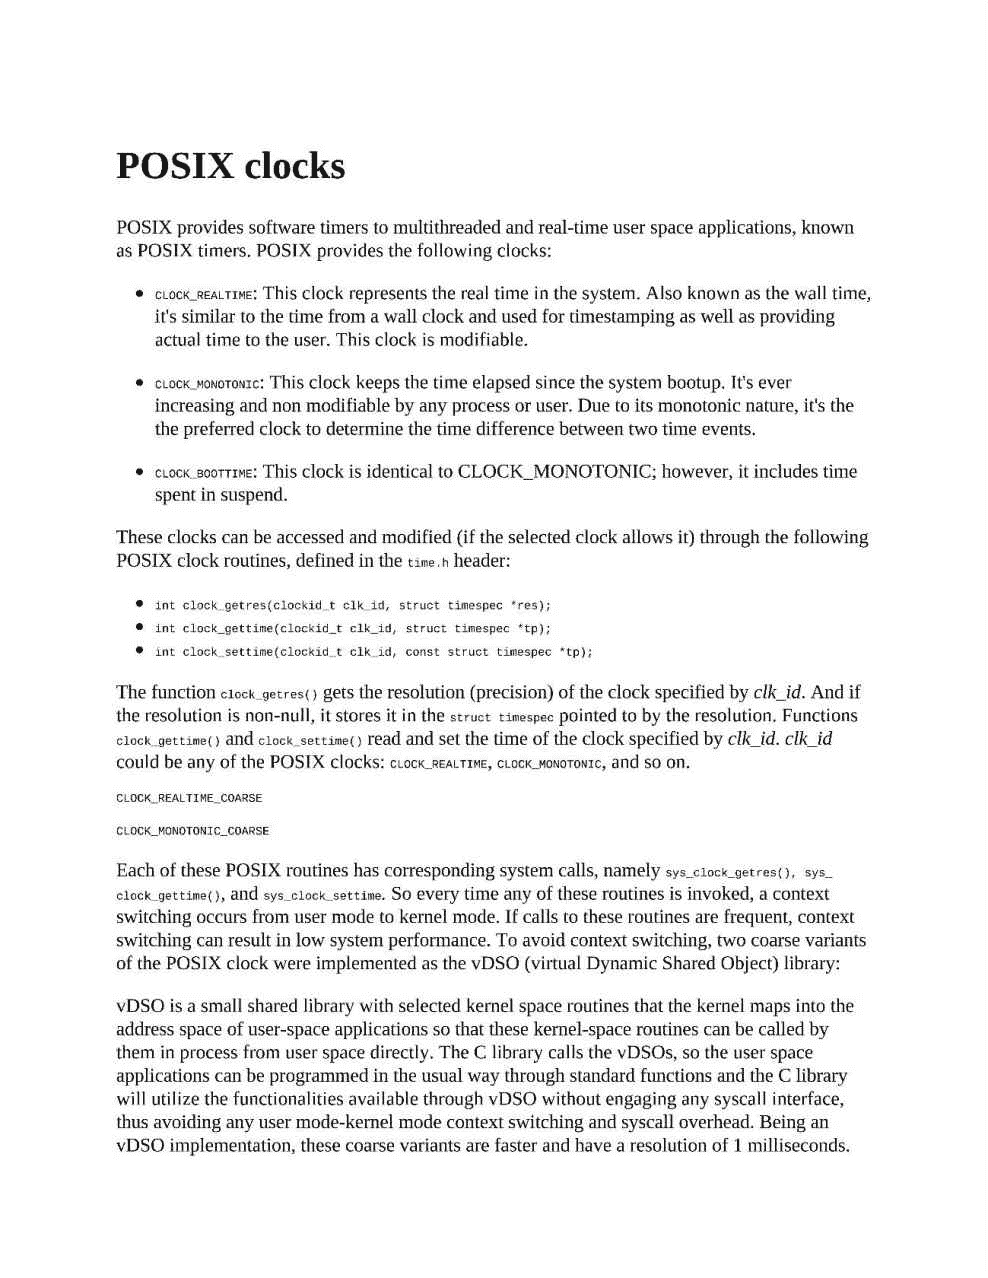 POSIX clocks
POSIX provides software timers to multithreaded and real-time user space applications, known
as POSIX timers. POSIX provides the following clocks:
• CLOCK_REALTIME: This clock represents the real time in the system. Also known as the wall time,
it's similar to the time from a wall clock and used for timestamping as well as providing
actual time to the user. This clock is modifiable.
• CLOCK_MONOTONIC: This clock keeps the time elapsed since the system bootup. It's ever
increasing and non modifiable by any process or user. Due to its monotonic nature, it's the
the preferred clock to determine the time difference between two time events.
• CLOCK_BOOTTIME: This clock is identical to CLOCK_MONOTONIC; however, it includes time
spent in suspend.
These clocks can be accessed and modified (if the selected clock allows it) through the following
POSIX clock routines, defined in the time.h header:
• int clock_getres(clockid_t clk_id, struct timespec *res);
• int clock_gettime(clockid_t clk_id, struct timespec *tp);
• int clock_settime(clockid_t clk_id, const struct timespec *tp);
The function clock_getres() gets the resolution (precision) of the clock specified by clk_id. And if
the resolution is non-null, it stores it in the struct timespec pointed to by the resolution. Functions
clock_gettime() and clock_settime() read and set the time of the clock specified by clk_id. clk_id
could be any of the POSIX clocks: CLOCK_REALTIME, CLOCK_MONOTONIC, and so on.
CLOCK_REALTIME_COARSE
CLOCK_MONOTONIC_COARSE
Each of these POSIX routines has corresponding system calls, namely sys_clock_getres(), sys_
clock_gettime(), and sys_clock_settime. So every time any of these routines is invoked, a context
switching occurs from user mode to kernel mode. If calls to these routines are frequent, context
switching can result in low system performance. To avoid context switching, two coarse variants
of the POSIX clock were implemented as the vDSO (virtual Dynamic Shared Object) library:
vDSO is a small shared library with selected kernel space routines that the kernel maps into the
address space of user-space applications so that these kernel-space routines can be called by
them in process from user space directly. The C library calls the vDSOs, so the user space
applications can be programmed in the usual way through standard functions and the C library
will utilize the functionalities available through vDSO without engaging any syscall interface,
thus avoiding any user mode-kernel mode context switching and syscall overhead. Being an
vDSO implementation, these coarse variants are faster and have a resolution of 1 milliseconds.